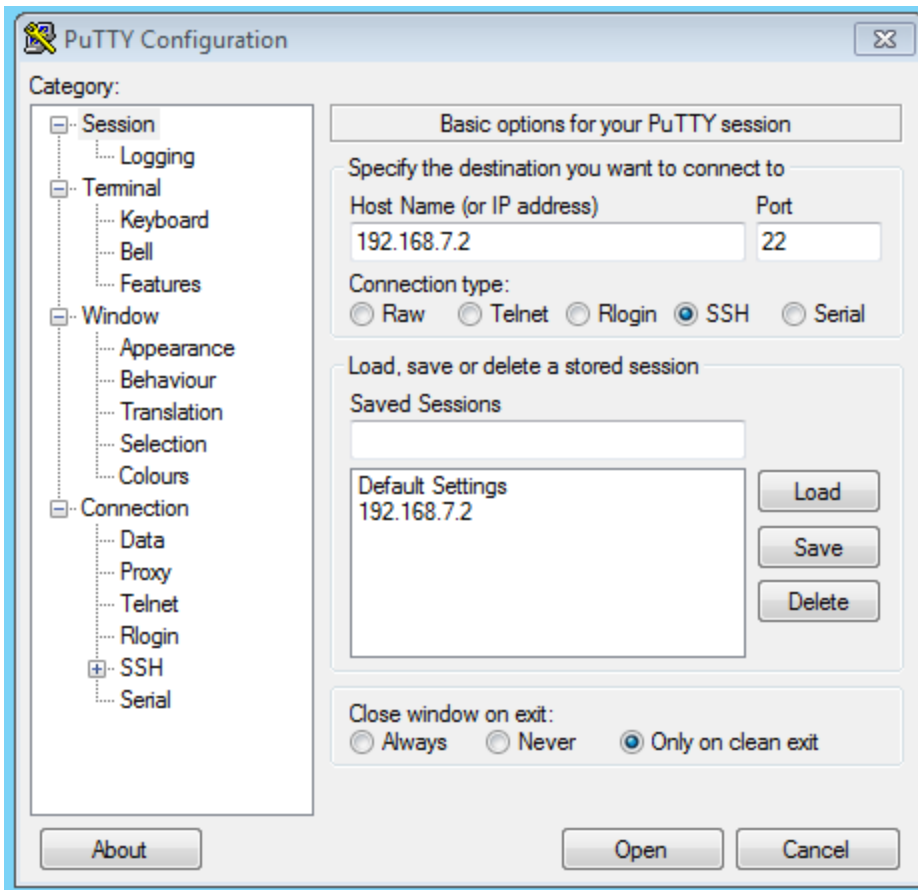 PuTTY Configuration
Category:
Session
Logging
Terminal
Keyboard
Bell
Features
Window
Appearance
Behaviour
Translation
Selection
Colours
Connection
Data
Proxy
Telnet
Rlogin
SSH
Serial
Basic options for your PuTTY session
Specify the destination you want to connect to
Host Name (or IP address) Port
192.168.7.2 22
Connection type:
Raw Telnet Rlogin SSH Serial
Load, save or delete a stored session
Saved Sessions
Default Settings
192.168.7.2
Load
Save
Delete
Close window on exit:
Always Never Only on clean exit
About Open Cancel